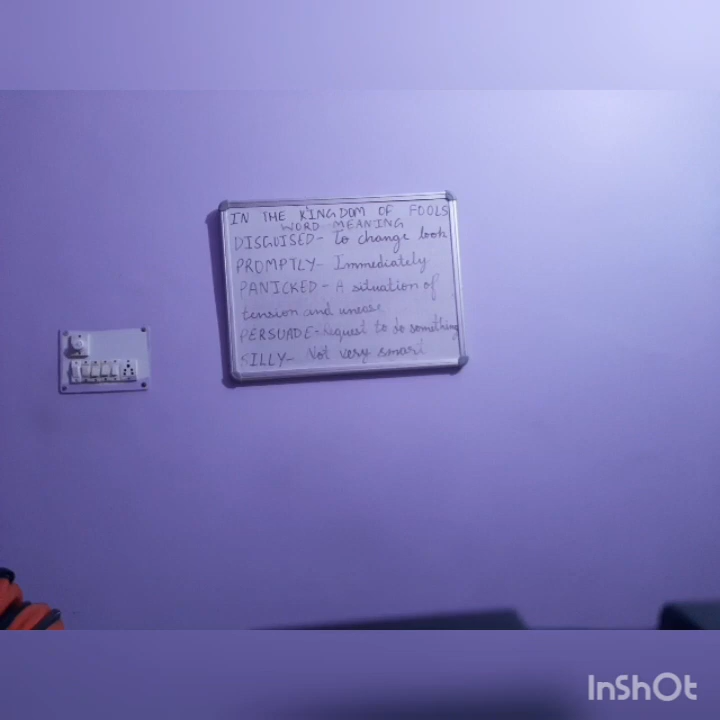 IN THE KINGDOM OF FOOLS
WORD MEANING
DISGUISED- To change look
PROMPTLY- Immediately
PANICKED - A situation of
tension and unease
PERSUADE-request to do something
SILLY- Not very smart
InShOt